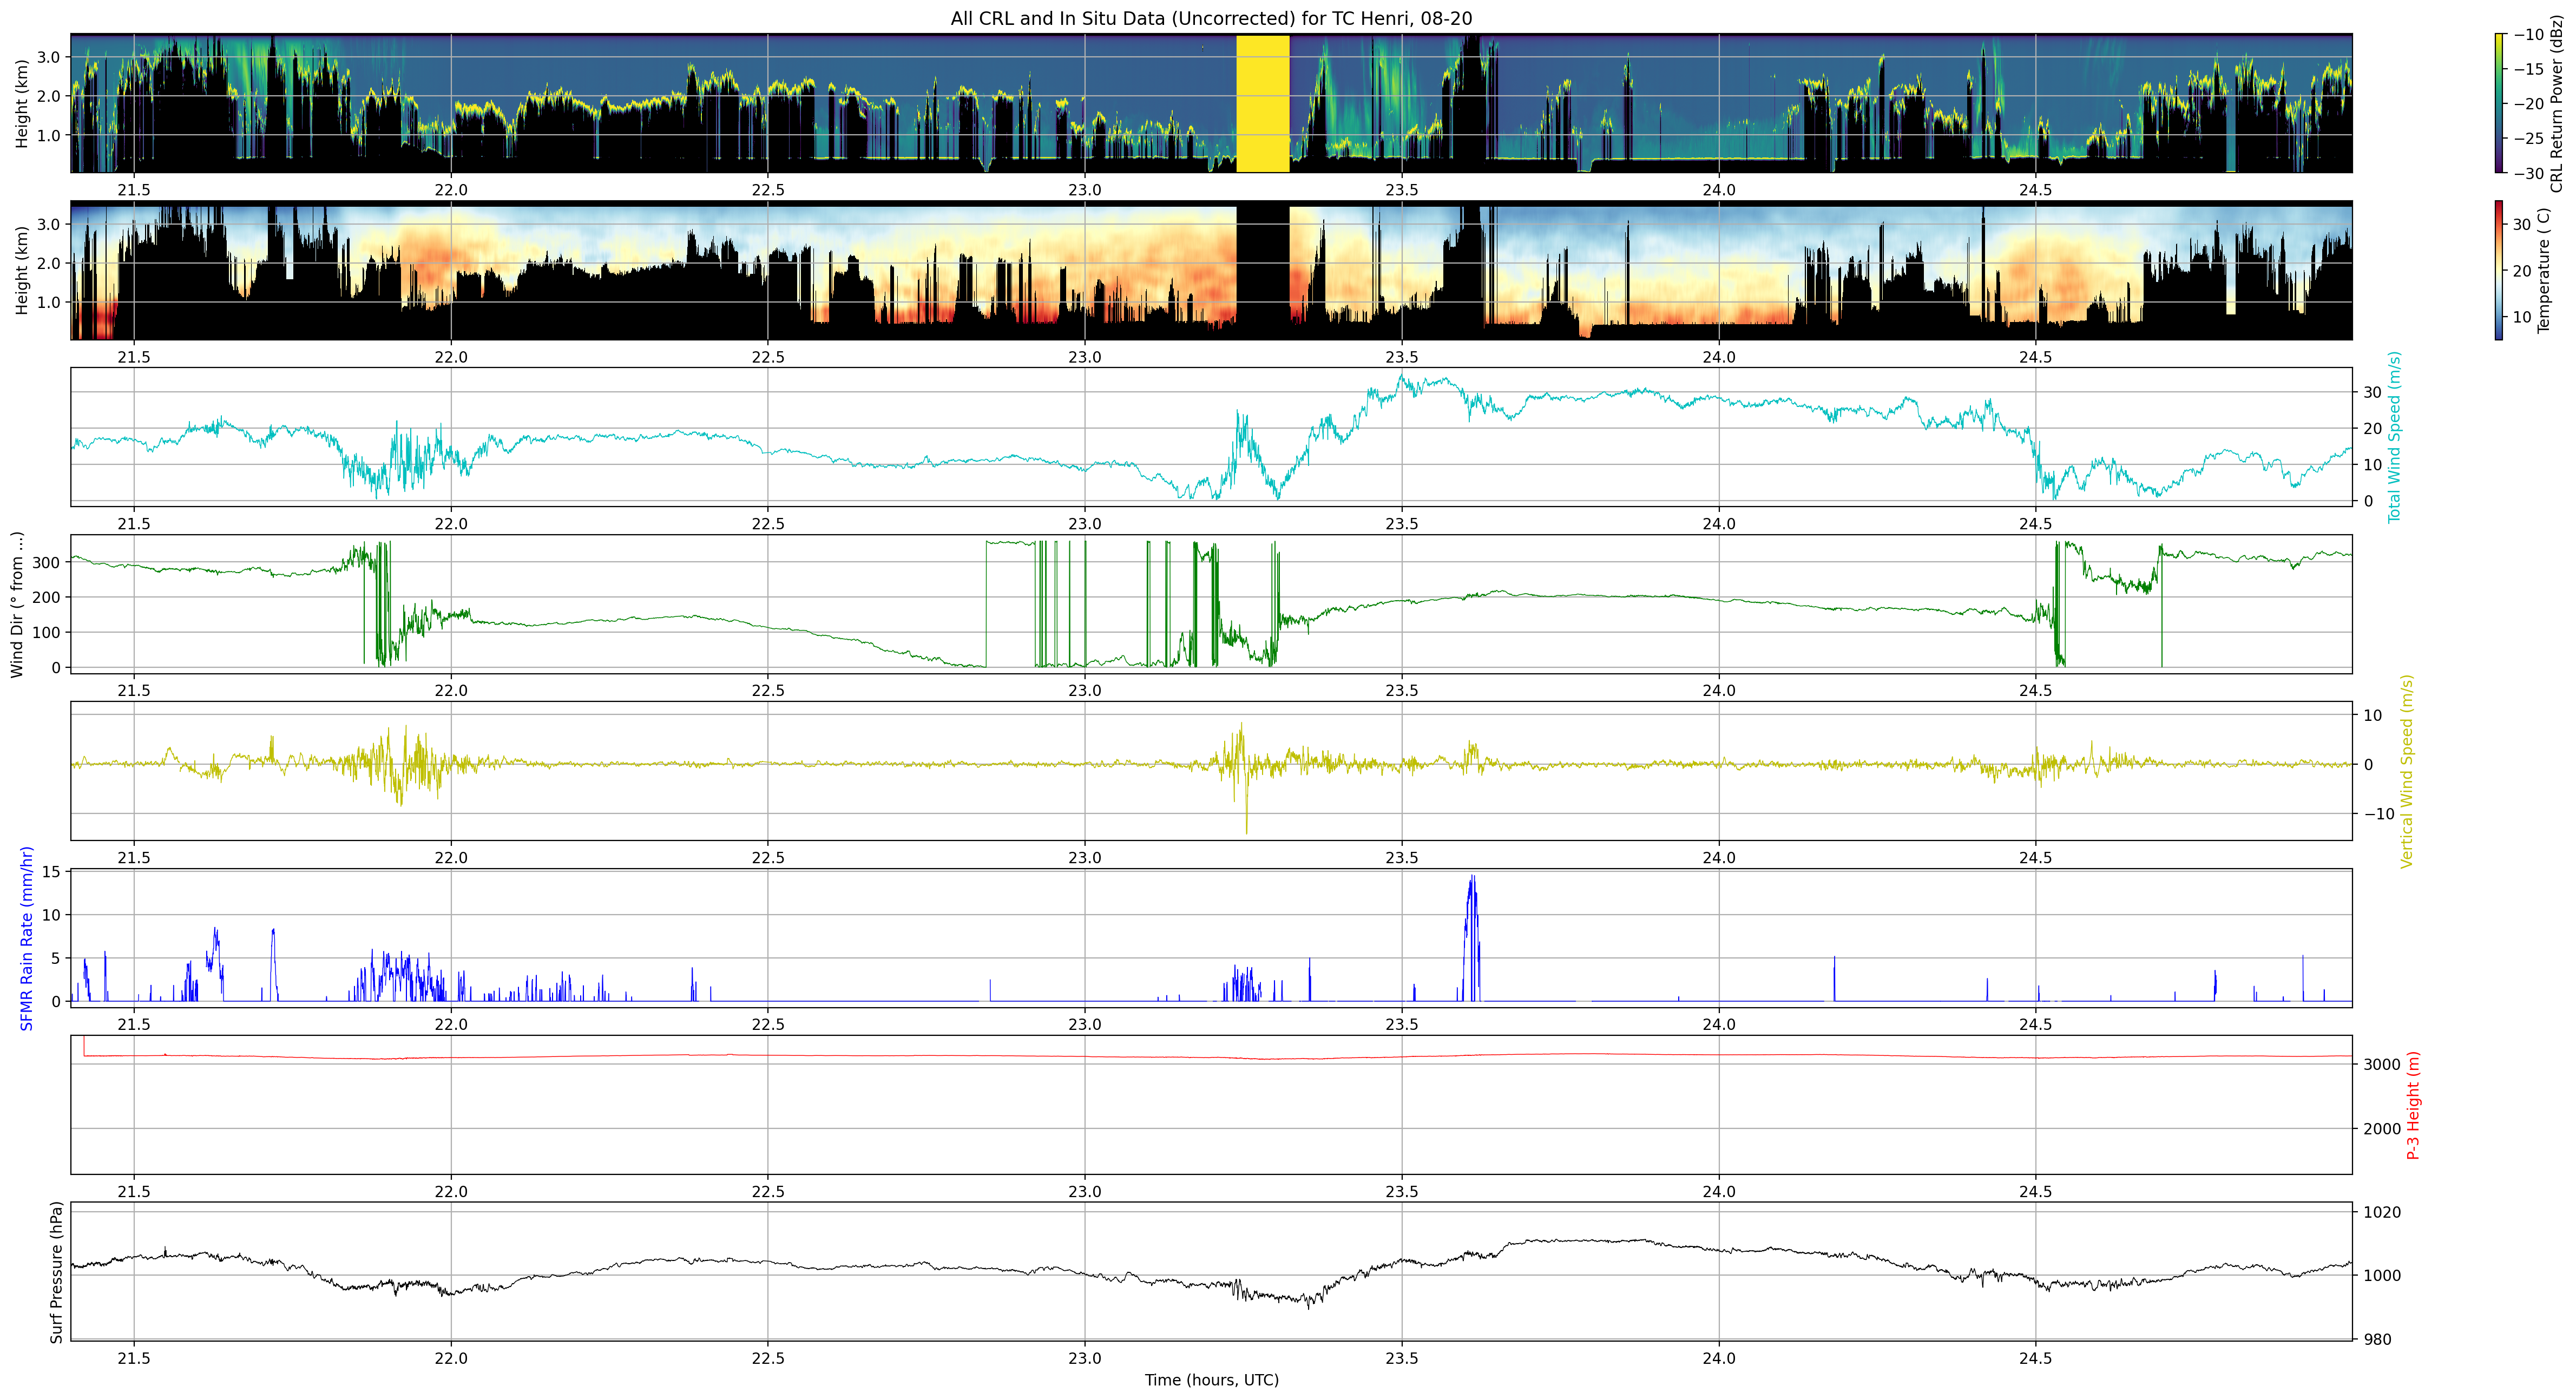 All CRL and In Situ Data (Uncorrected) for TC Henri, 08-20
Height (km)
3.0
2.0
1.0
21.5 22.0 22.5 23.0 23.5 24.0 24.5
−10
−15
−20
−25
−30
CRL Return Power (dBz)
Height (km)
3.0
2.0
1.0
21.5 22.0 22.5 23.0 23.5 24.0 24.5
30
20
10
Temperature ( C)
30
20
10
0
Total Wind Speed (m/s)
21.5 22.0 22.5 23.0 23.5 24.0 24.5
Wind Dir (° from ...)
300
200
100
0
21.5 22.0 22.5 23.0 23.5 24.0 24.5
10
0
−10
Vertical Wind Speed (m/s)
21.5 22.0 22.5 23.0 23.5 24.0 24.5
SFMR Rain Rate (mm/hr)
15
10
5
0
21.5 22.0 22.5 23.0 23.5 24.0 24.5
3000
2000
P-3 Height (m)
21.5 22.0 22.5 23.0 23.5 24.0 24.5
Surf Pressure (hPa)
1020
1000
980
21.5 22.0 22.5 23.0 23.5 24.0 24.5
Time (hours, UTC)